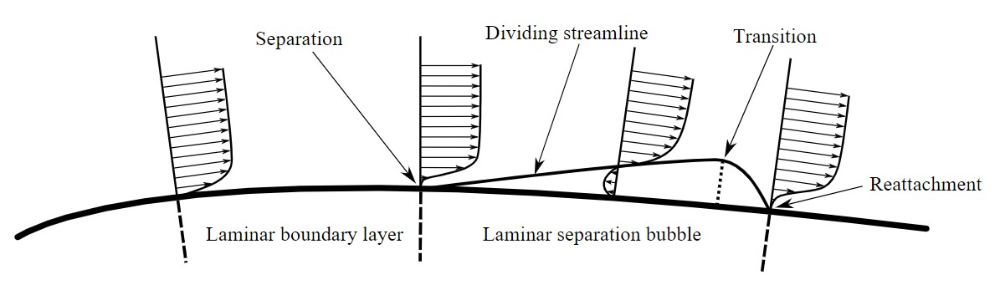 Separation
Dividing streamline
Transition
Reattachment
Laminar boundary layer
Laminar separation bubble